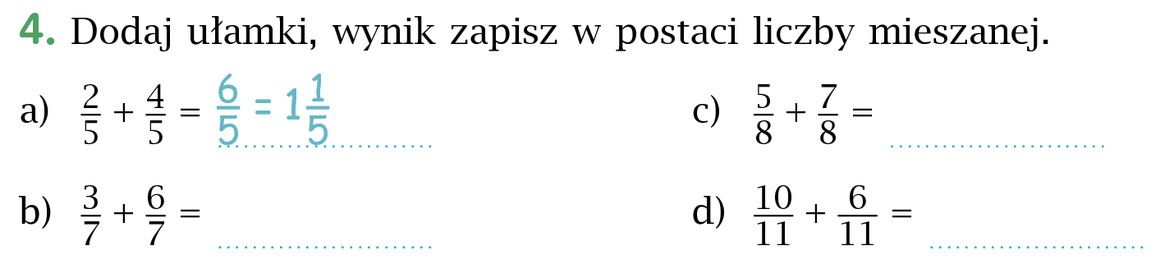 4. Dodaj ułamki, wynik zapisz w postaci liczby mieszanej.
a) 2/5 + 4/5 = 6/5 = 1 1/5
c) 5/8 + 7/8 =
b) 3/7 + 6/7 =
d) 10/11 + 6/11 =